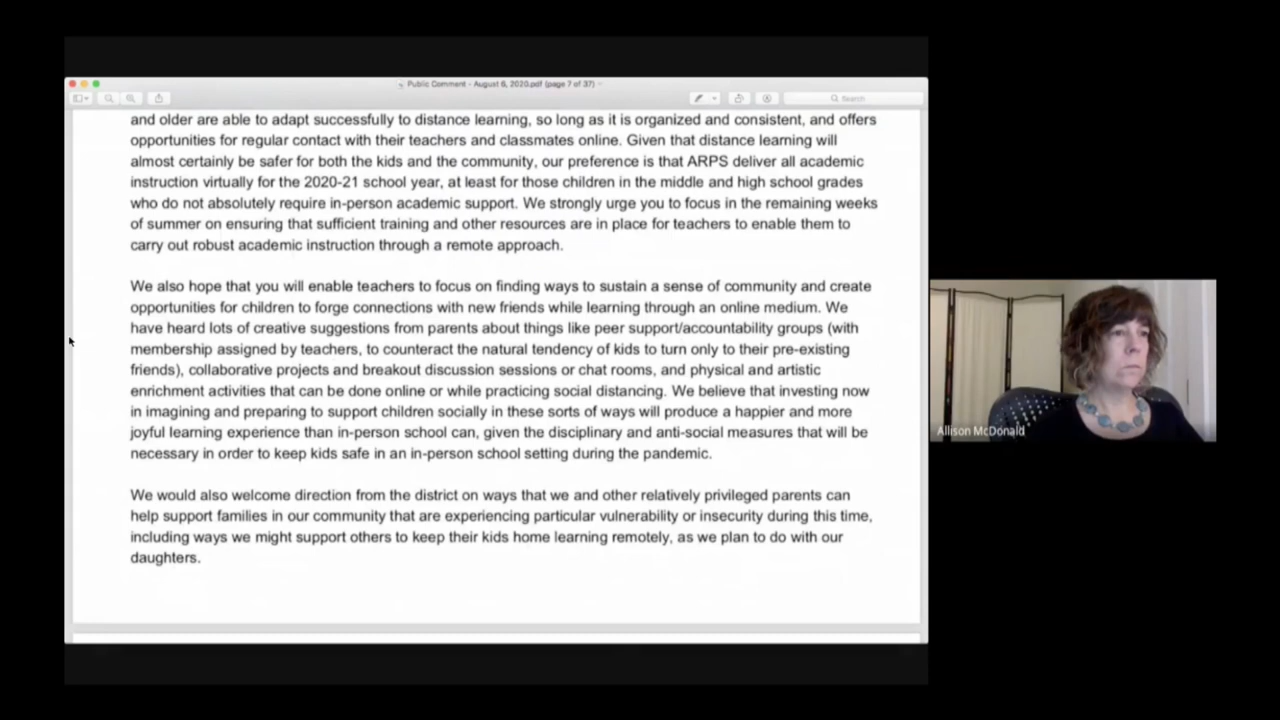 Public Comment - August 6, 2020.pdf (page 7 of 37)
Search
and older are able to adapt successfully to distance learning, so long as it is organized and consistent, and offers
opportunities for regular contact with their teachers and classmates online. Given that distance learning will
almost certainly be safer for both the kids and the community, our preference is that ARPS deliver all academic
instruction virtually for the 2020-21 school year, at least for those children in the middle and high school grades
who do not absolutely require in-person academic support. We strongly urge you to focus in the remaining weeks
of summer on ensuring that sufficient training and other resources are in place for teachers to enable them to
carry out robust academic instruction through a remote approach.
We also hope that you will enable teachers to focus on finding ways to sustain a sense of community and create
opportunities for children to forge connections with new friends while learning through an online medium. We
have heard lots of creative suggestions from parents about things like peer support/accountability groups (with
membership assigned by teachers, to counteract the natural tendency of kids to turn only to their pre-existing
friends), collaborative projects and breakout discussion sessions or chat rooms, and physical and artistic
enrichment activities that can be done online or while practicing social distancing. We believe that investing now
in imagining and preparing to support children socially in these sorts of ways will produce a happier and more
joyful learning experience than in-person school can, given the disciplinary and anti-social measures that will be
necessary in order to keep kids safe in an in-person school setting during the pandemic.
We would also welcome direction from the district on ways that we and other relatively privileged parents can
help support families in our community that are experiencing particular vulnerability or insecurity during this time,
including ways we might support others to keep their kids home learning remotely, as we plan to do with our
daughters.
Allison McDonald